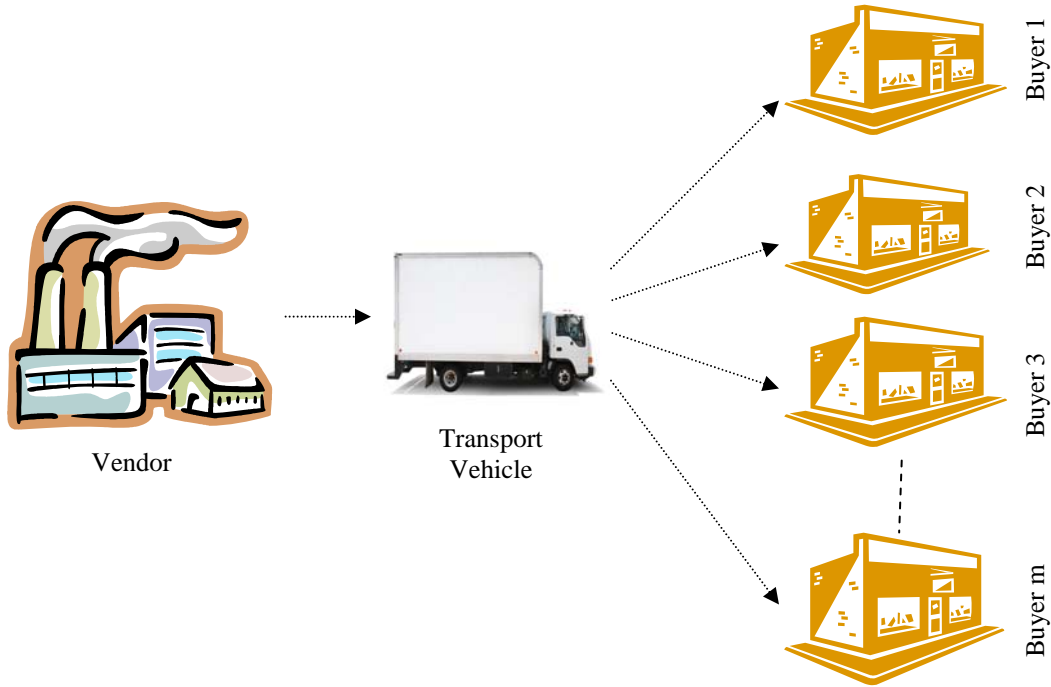 Buyer 1
Buyer 2
Buyer 3
Buyer m
Vendor
Transport
Vehicle